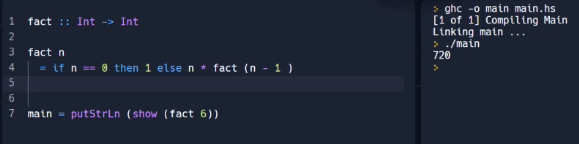 1 fact :: Int -> Int
2
3 fact n
4 = if n == 0 then 1 else n * fact (n - 1 )
5
6
7 main = putStrLn (show (fact 6))
> ghc -o main main.hs
[1 of 1] Compiling Main
Linking main ...
> ./main
720
>